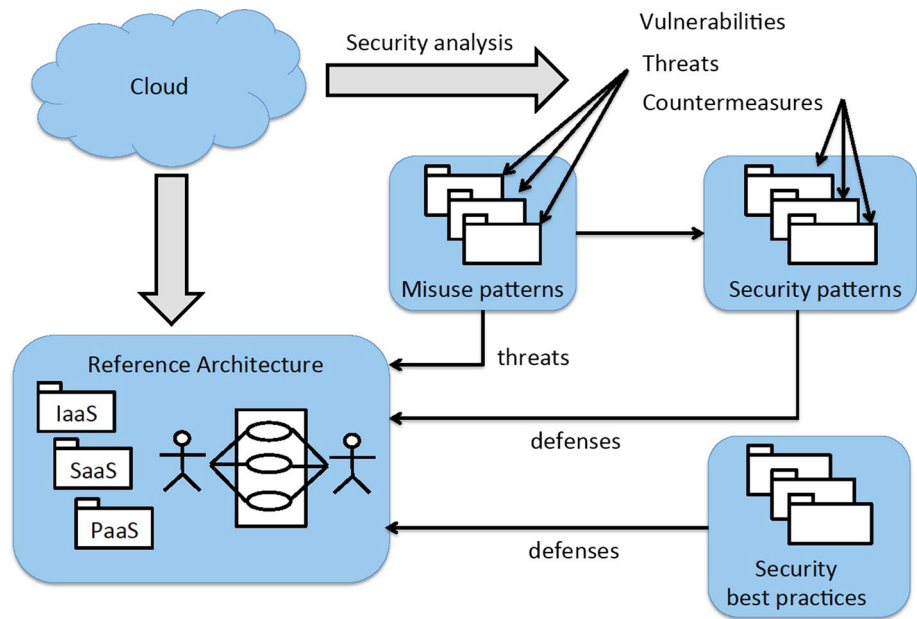 Vulnerabilities
Security analysis
Cloud
Threats
Countermeasures
Misuse patterns
Security patterns
Reference Architecture
threats
IaaS
SaaS
PaaS
defenses
defenses
Security
best practices